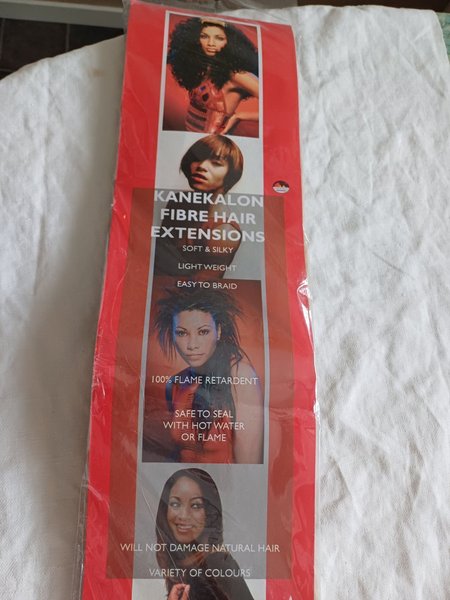 KANEKALON
FIBRE HAIR
EXTENSIONS
SOFT & SILKY
LIGHT WEIGHT
EASY TO BRAID
100% FLAME RETARDENT
SAFE TO SEAL
WITH HOT WATER
OR FLAME
WILL NOT DAMAGE NATURAL HAIR
VARIETY OF COLOURS